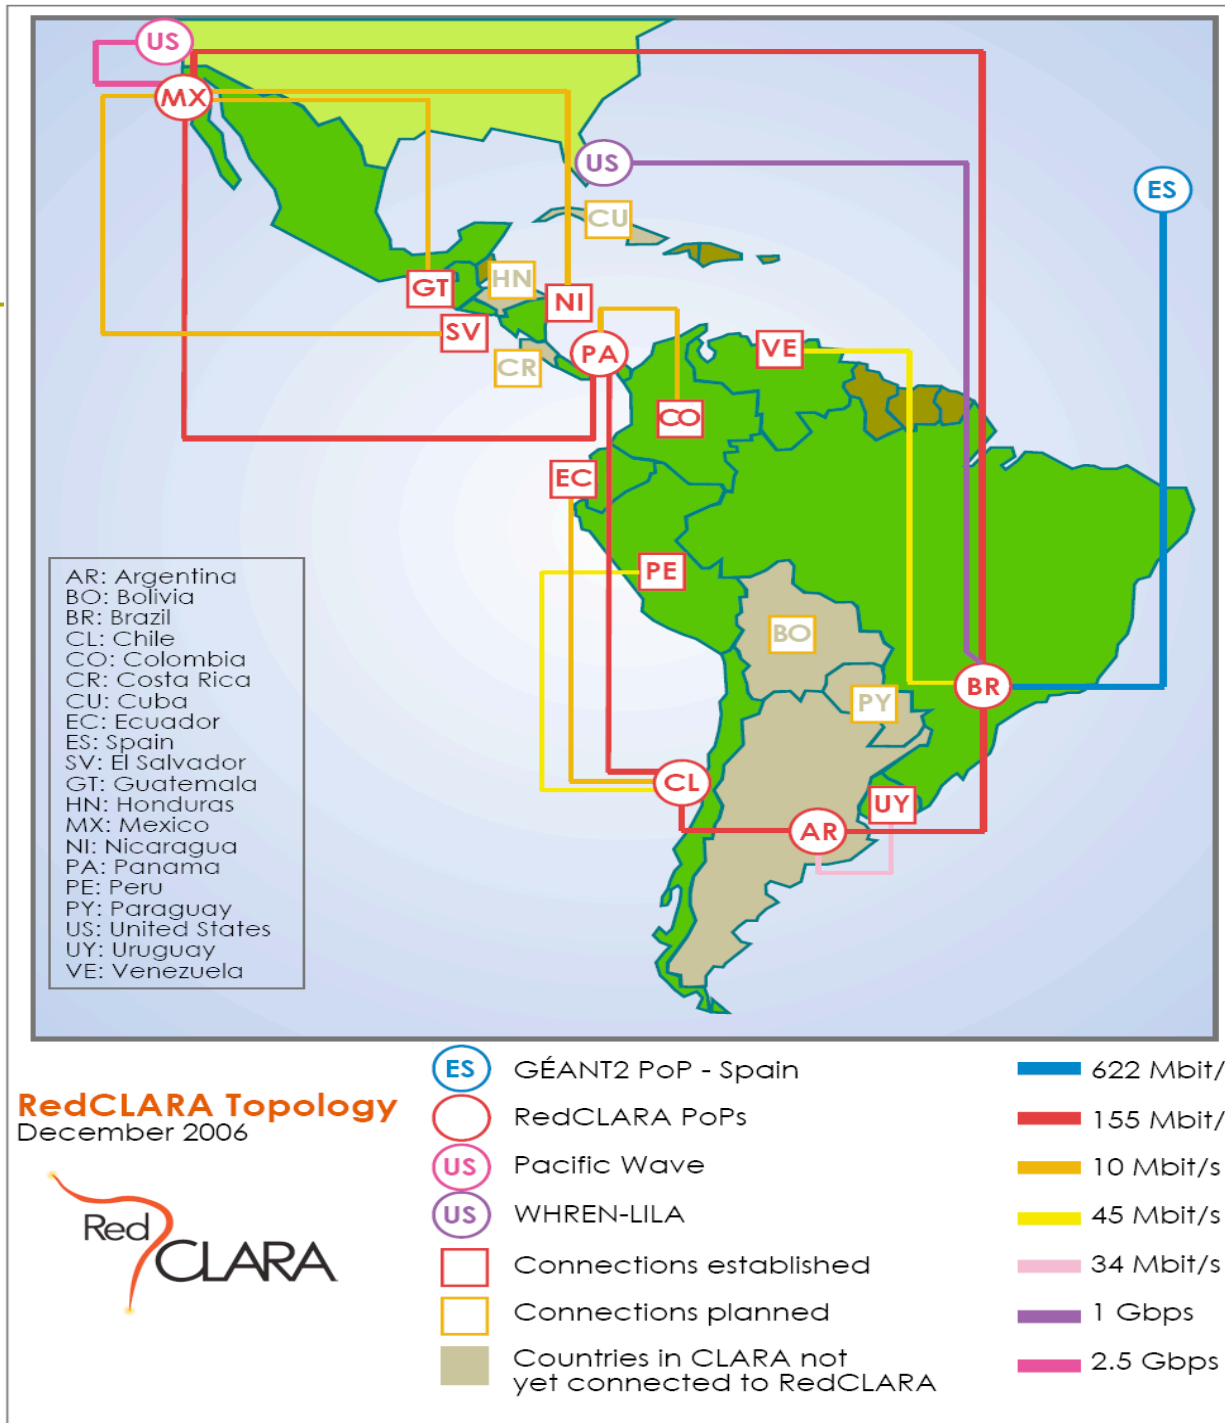 US
MX
US
ES
CU
HN
GT
NI
SV
CR
PA
VE
CO
EC
PE
BO
PY
BR
CL
UY
AR
AR: Argentina
BO: Bolivia
BR: Brazil
CL: Chile
CO: Colombia
CR: Costa Rica
CU: Cuba
EC: Ecuador
ES: Spain
SV: El Salvador
GT: Guatemala
HN: Honduras
MX: Mexico
NI: Nicaragua
PA: Panama
PE: Peru
PY: Paraguay
US: United States
UY: Uruguay
VE: Venezuela
RedCLARA Topology
December 2006
Red
CLARA
ES GÉANT2 PoP - Spain
RedCLARA PoPs
US Pacific Wave
US WHREN-LILA
Connections established
Connections planned
Countries in CLARA not
yet connected to RedCLARA
622 Mbit/
155 Mbit/
10 Mbit/s
45 Mbit/s
34 Mbit/s
1 Gbps
2.5 Gbps